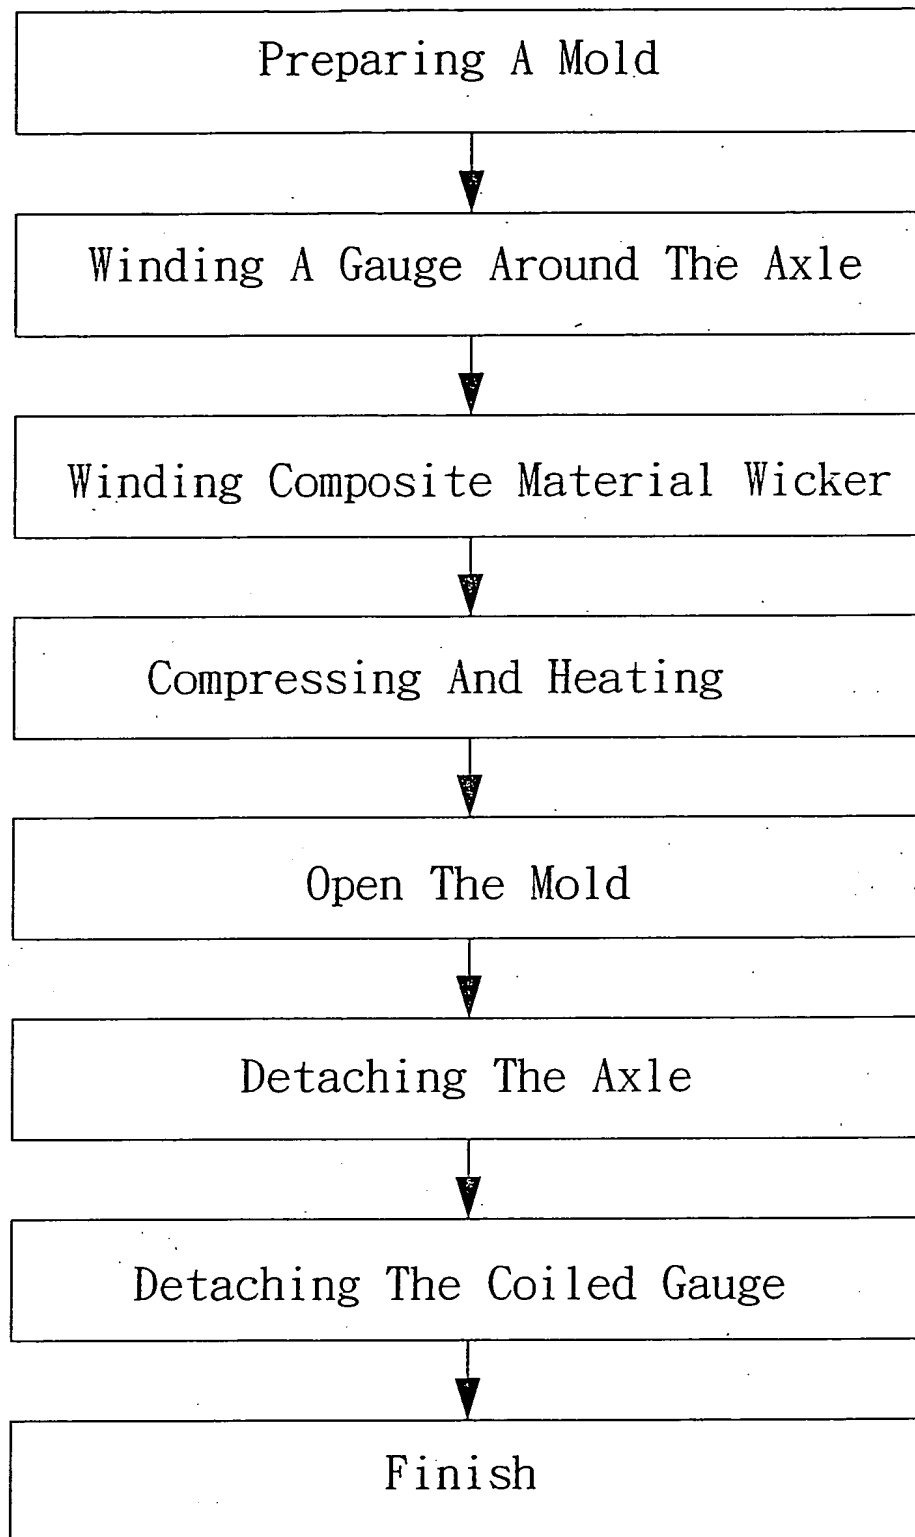 Preparing A Mold
Winding A Gauge Around The Axle
Winding Composite Material Wicker
Compressing And Heating
Open The Mold
Detaching The Axle
Detaching The Coiled Gauge
Finish